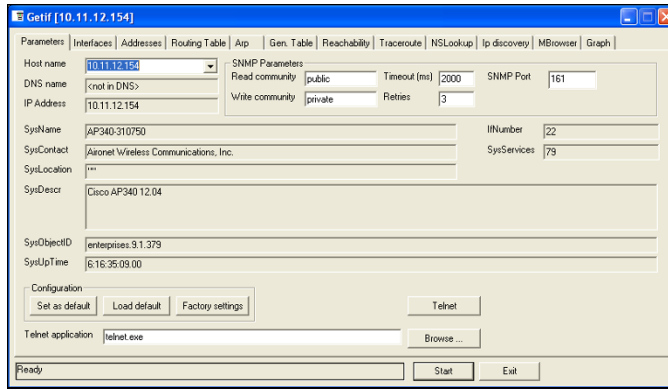 Getif [10.11.12.154]
Parameters Interfaces Addresses Routing Table Arp Gen. Table Reachability Traceroute NSLookup Ip discovery MBrowser Graph
Host name 10.11.12.154
DNS name <not in DNS>
IP Address 10.11.12.154
SNMP Parameters
Read community public Timeout (ms) 2000 SNMP Port 161
Write community private Retries 3
SysName AP340-310750 IfNumber 22
SysContact Aironet Wireless Communications, Inc. SysServices 79
SysLocation ""
SysDescr Cisco AP340 12.04
SysObjectID enterprises.9.1.379
SysUpTime 6:16:35:09.00
Configuration
Set as default Load default Factory settings Telnet
Telnet application telnet.exe Browse ...
Ready Start Exit